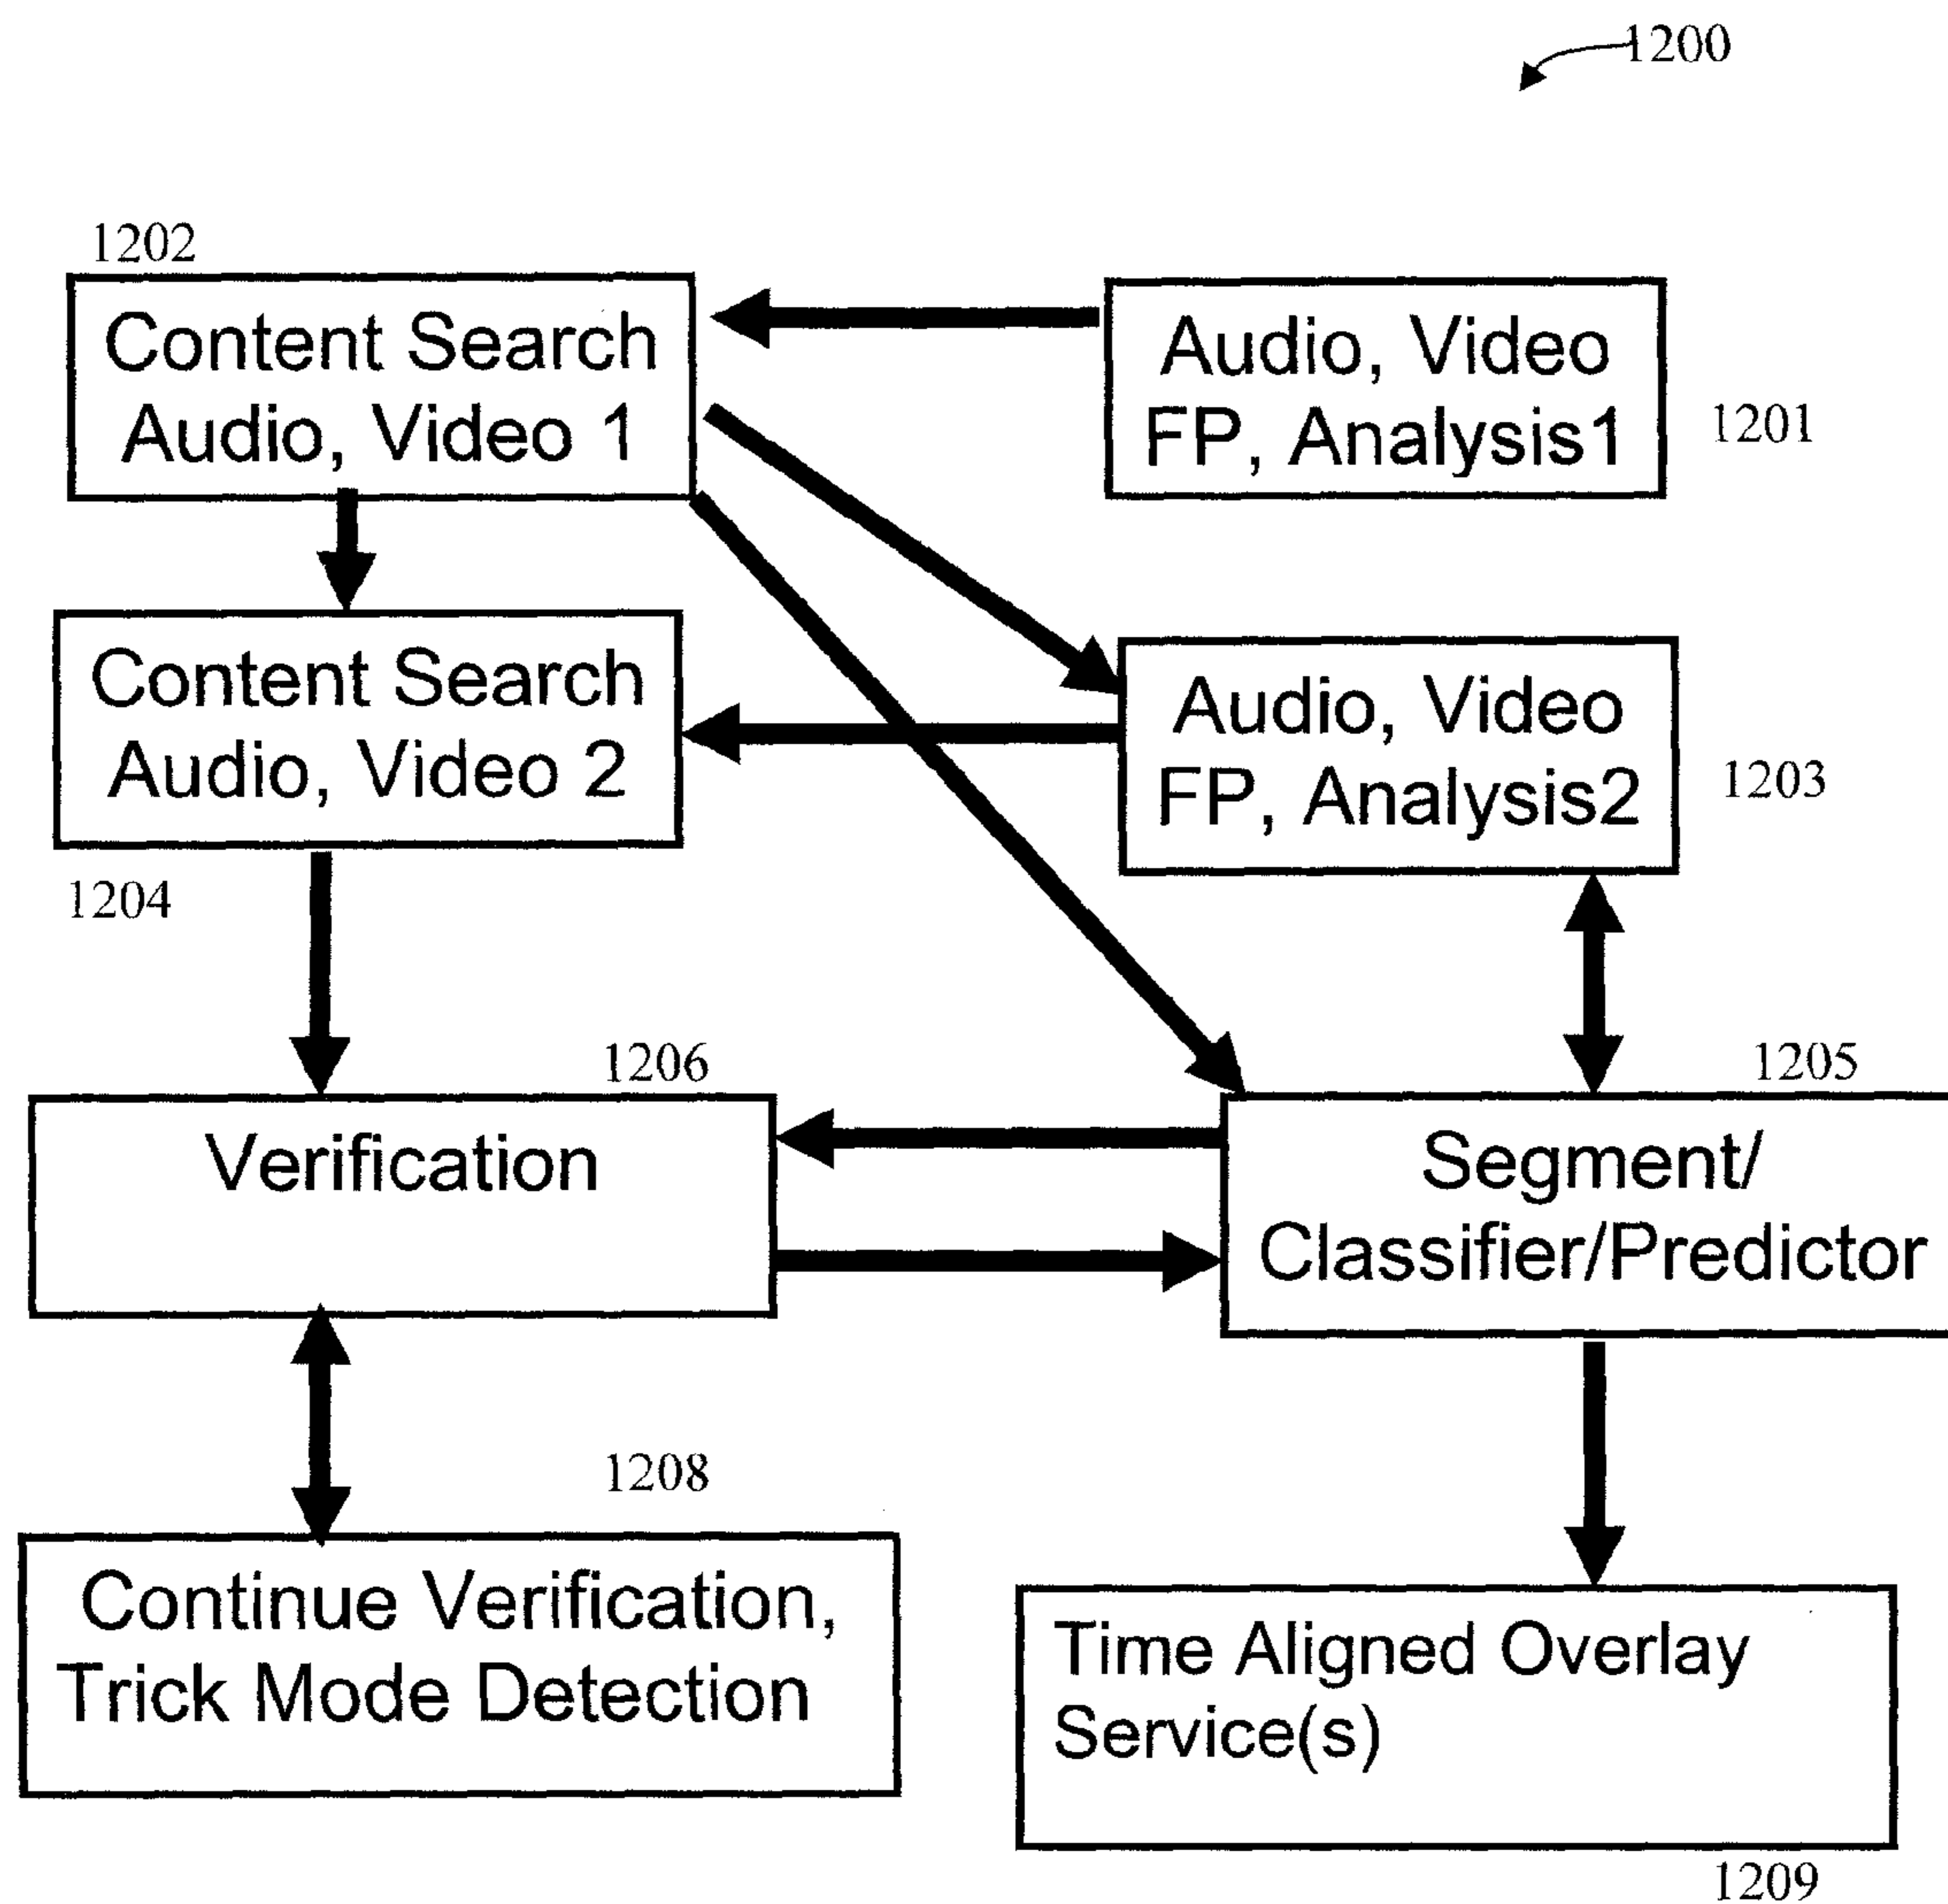 1200
1202
Content Search
Audio, Video 1
Audio, Video
FP, Analysis1
1201
Content Search
Audio, Video 2
1204
Audio, Video
FP, Analysis2
1203
1206
Verification
1205
Segment/
Classifier/Predictor
1208
Continue Verification,
Trick Mode Detection
Time Aligned Overlay
Service(s)
1209